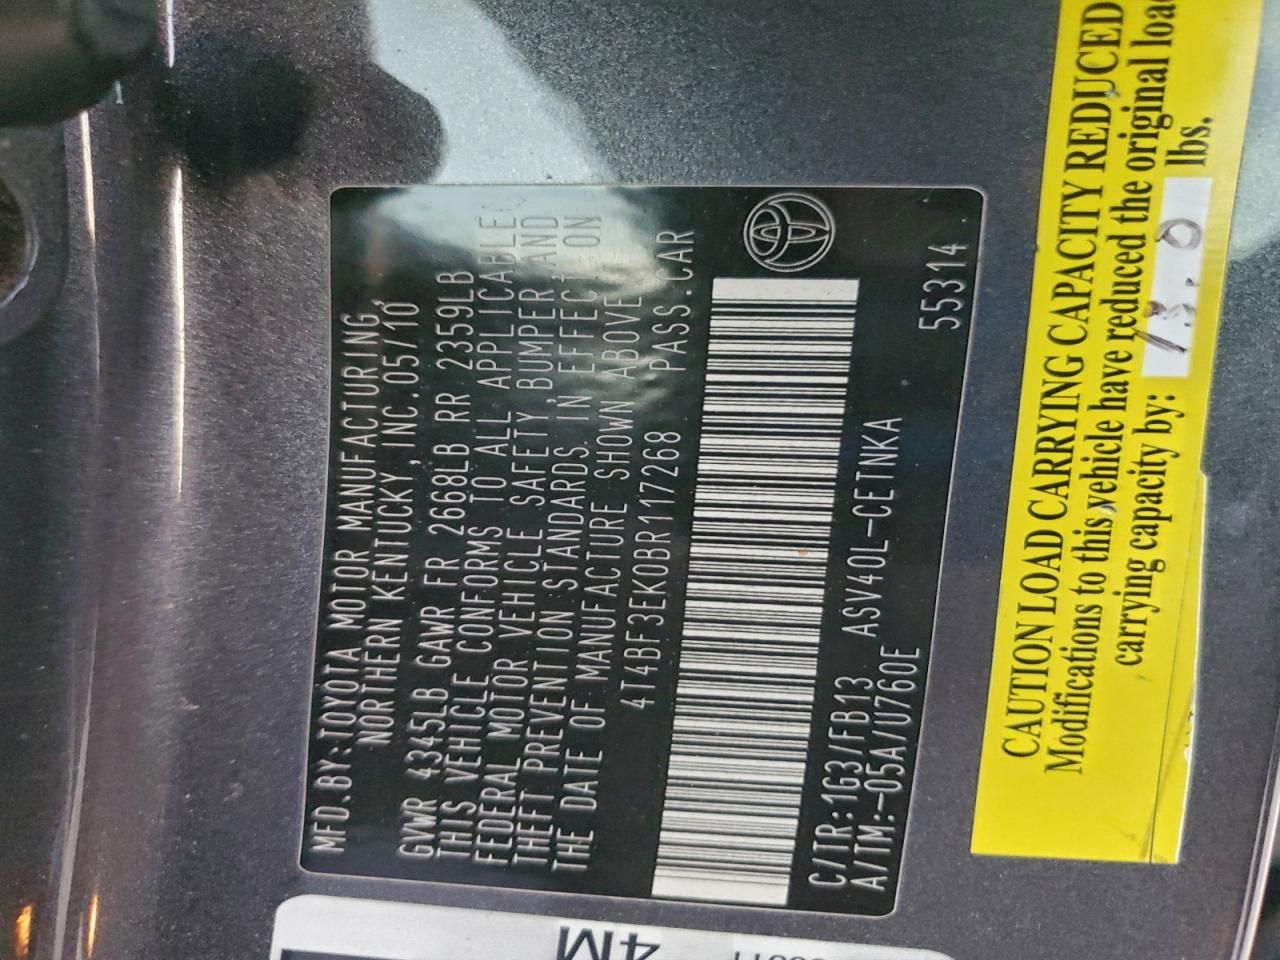 MFD.BY:TOYOTA MOTOR MANUFACTURING,
NORTHERN KENTUCKY,INC.05/10
GVWR 4345LB GAWR FR 2668LB RR 2359LB
THIS VEHICLE CONFORMS TO ALL APPLICABLE
FEDERAL MOTOR VEHICLE SAFETY,BUMPER AND
THEFT PREVENTION STANDARDS IN EFFECT ON
THE DATE OF MANUFACTURE SHOWN ABOVE
4T4BF3EK0BR117268 PASS.CAR
C/TR:1G3/FB13 ASV40L-CETNKA
A/TM:-05A/U760E 55314
CAUTION LOAD CARRYING CAPACITY REDUCED
Modifications to this vehicle have reduced the original load
carrying capacity by: 13.0 lbs.
4M